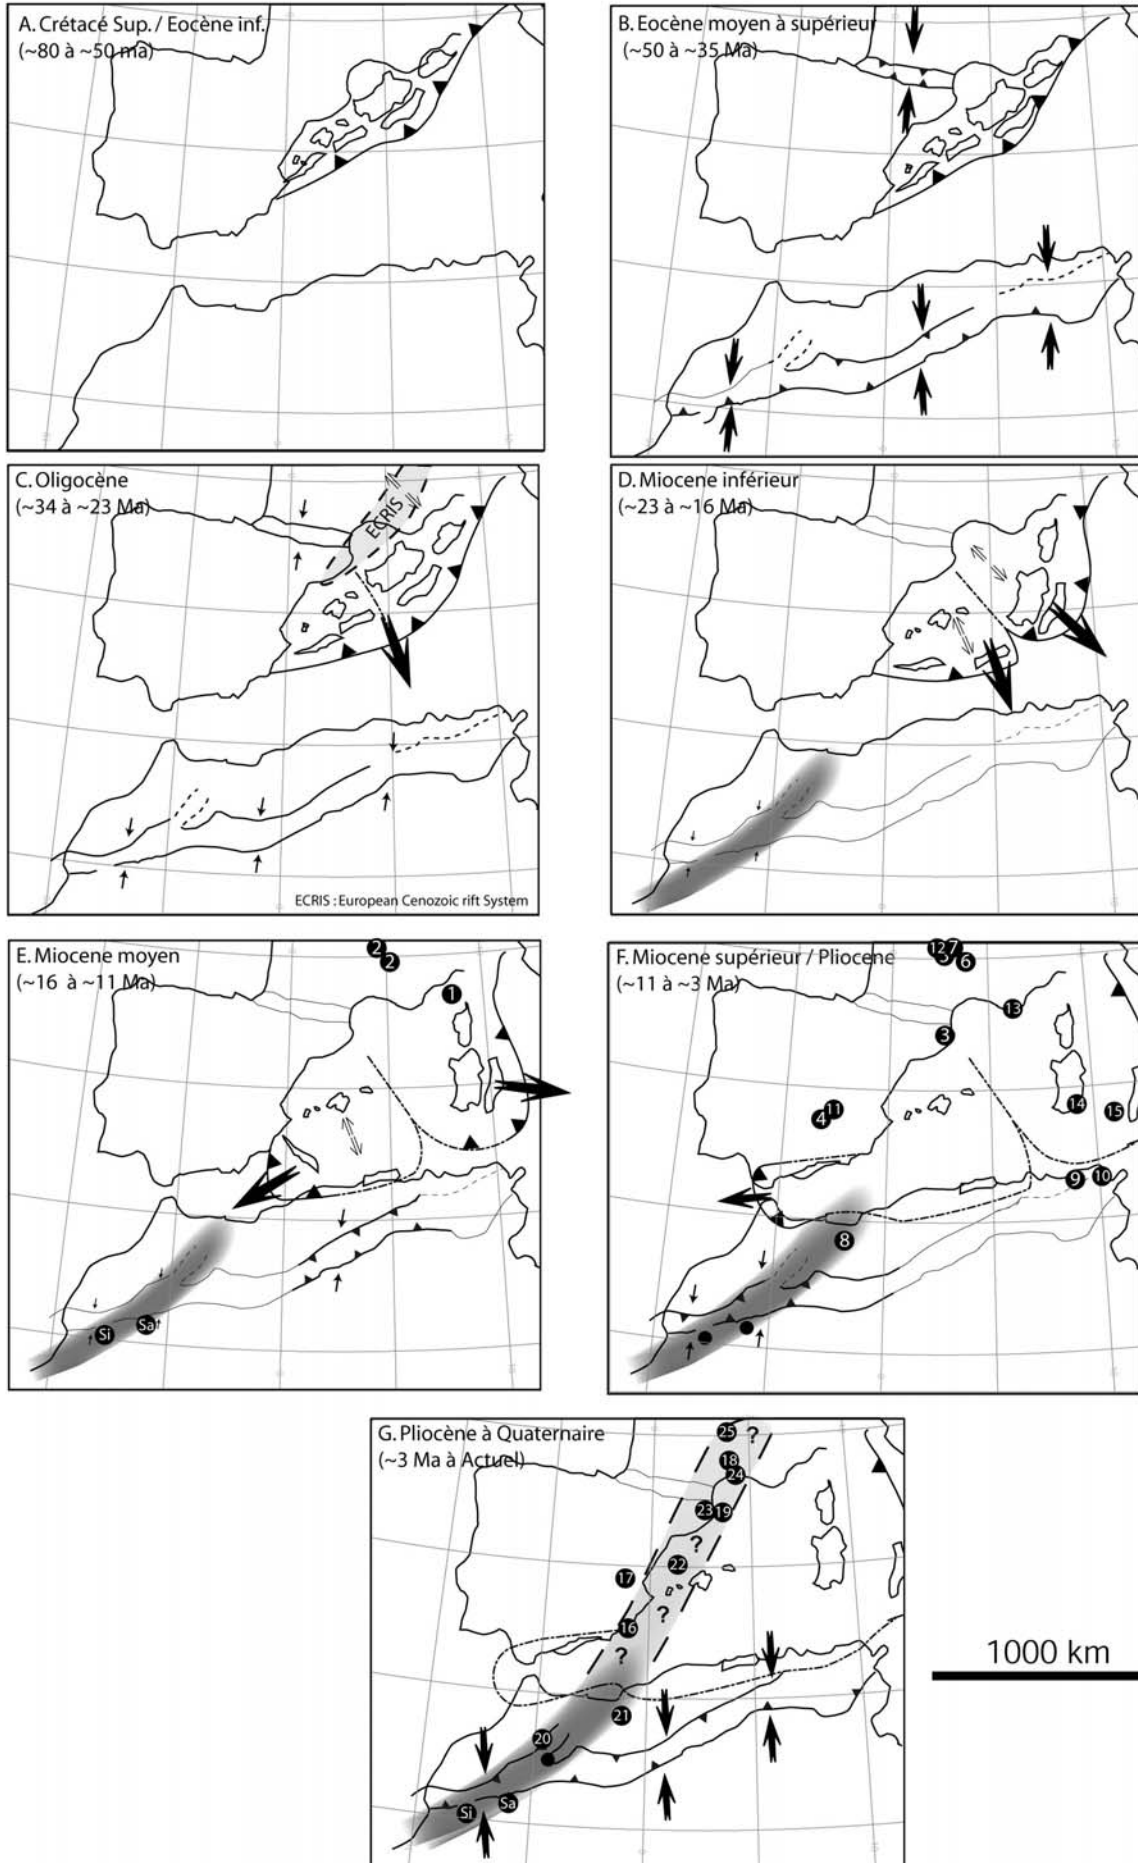 A. Crétacé Sup. / Eocène inf.
(~80 à ~50 ma)
B. Eocène moyen à supérieur
(~50 à ~35 Ma)
C. Oligocène
(~34 à ~23 Ma)
ECRIS
ECRIS : European Cenozoic rift System
D. Miocene inférieur
(~23 à ~16 Ma)
E. Miocene moyen
(~16 à ~11 Ma)
2
2
1
Si
Sa
F. Miocene supérieur / Pliocene
(~11 à ~3 Ma)
12
7
5
6
13
3
11
4
14
15
9
10
8
G. Pliocène à Quaternaire
(~3 Ma à Actuel)
25
?
18
24
23
19
?
22
17
?
16
?
21
20
Si
Sa
1000 km